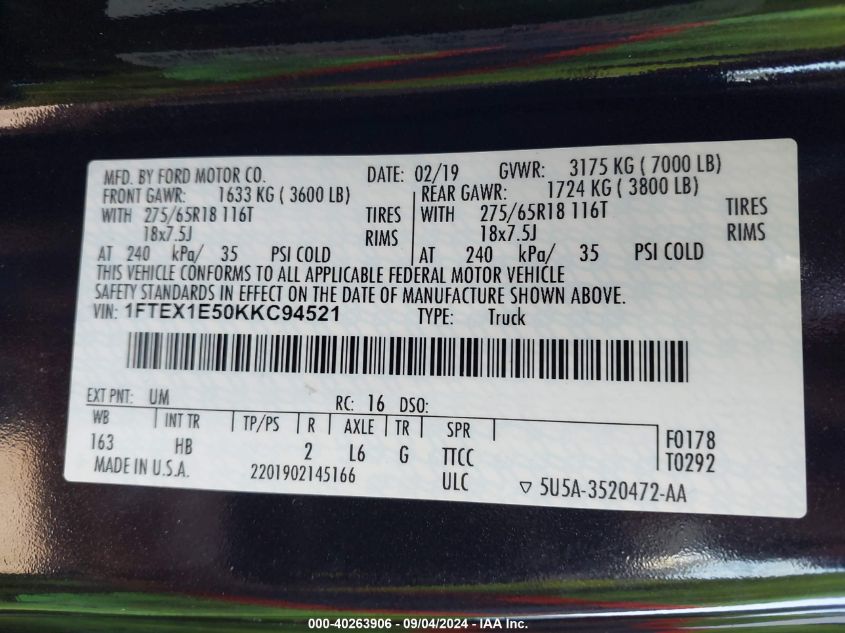 MFD. BY FORD MOTOR CO. DATE: 02/19 GVWR: 3175 KG ( 7000 LB)
FRONT GAWR: 1633 KG ( 3600 LB) REAR GAWR: 1724 KG ( 3800 LB)
WITH 275/65R18 116T TIRES WITH 275/65R18 116T TIRES
18x7.5J RIMS 18x7.5J RIMS
AT 240 kPa/ 35 PSI COLD AT 240 kPa/ 35 PSI COLD
THIS VEHICLE CONFORMS TO ALL APPLICABLE FEDERAL MOTOR VEHICLE
SAFETY STANDARDS IN EFFECT ON THE DATE OF MANUFACTURE SHOWN ABOVE.
VIN: 1FTEX1E50KKC94521 TYPE: Truck
EXT PNT: UM RC: 16 DSO:
WB INT TR TP/PS R AXLE TR SPR F0178
163 HB 2 L6 G TTCC T0292
MADE IN U.S.A. 2201902145166 ULC ▽ 5U5A-3520472-AA
000-40263906 - 09/04/2024 - IAA Inc.